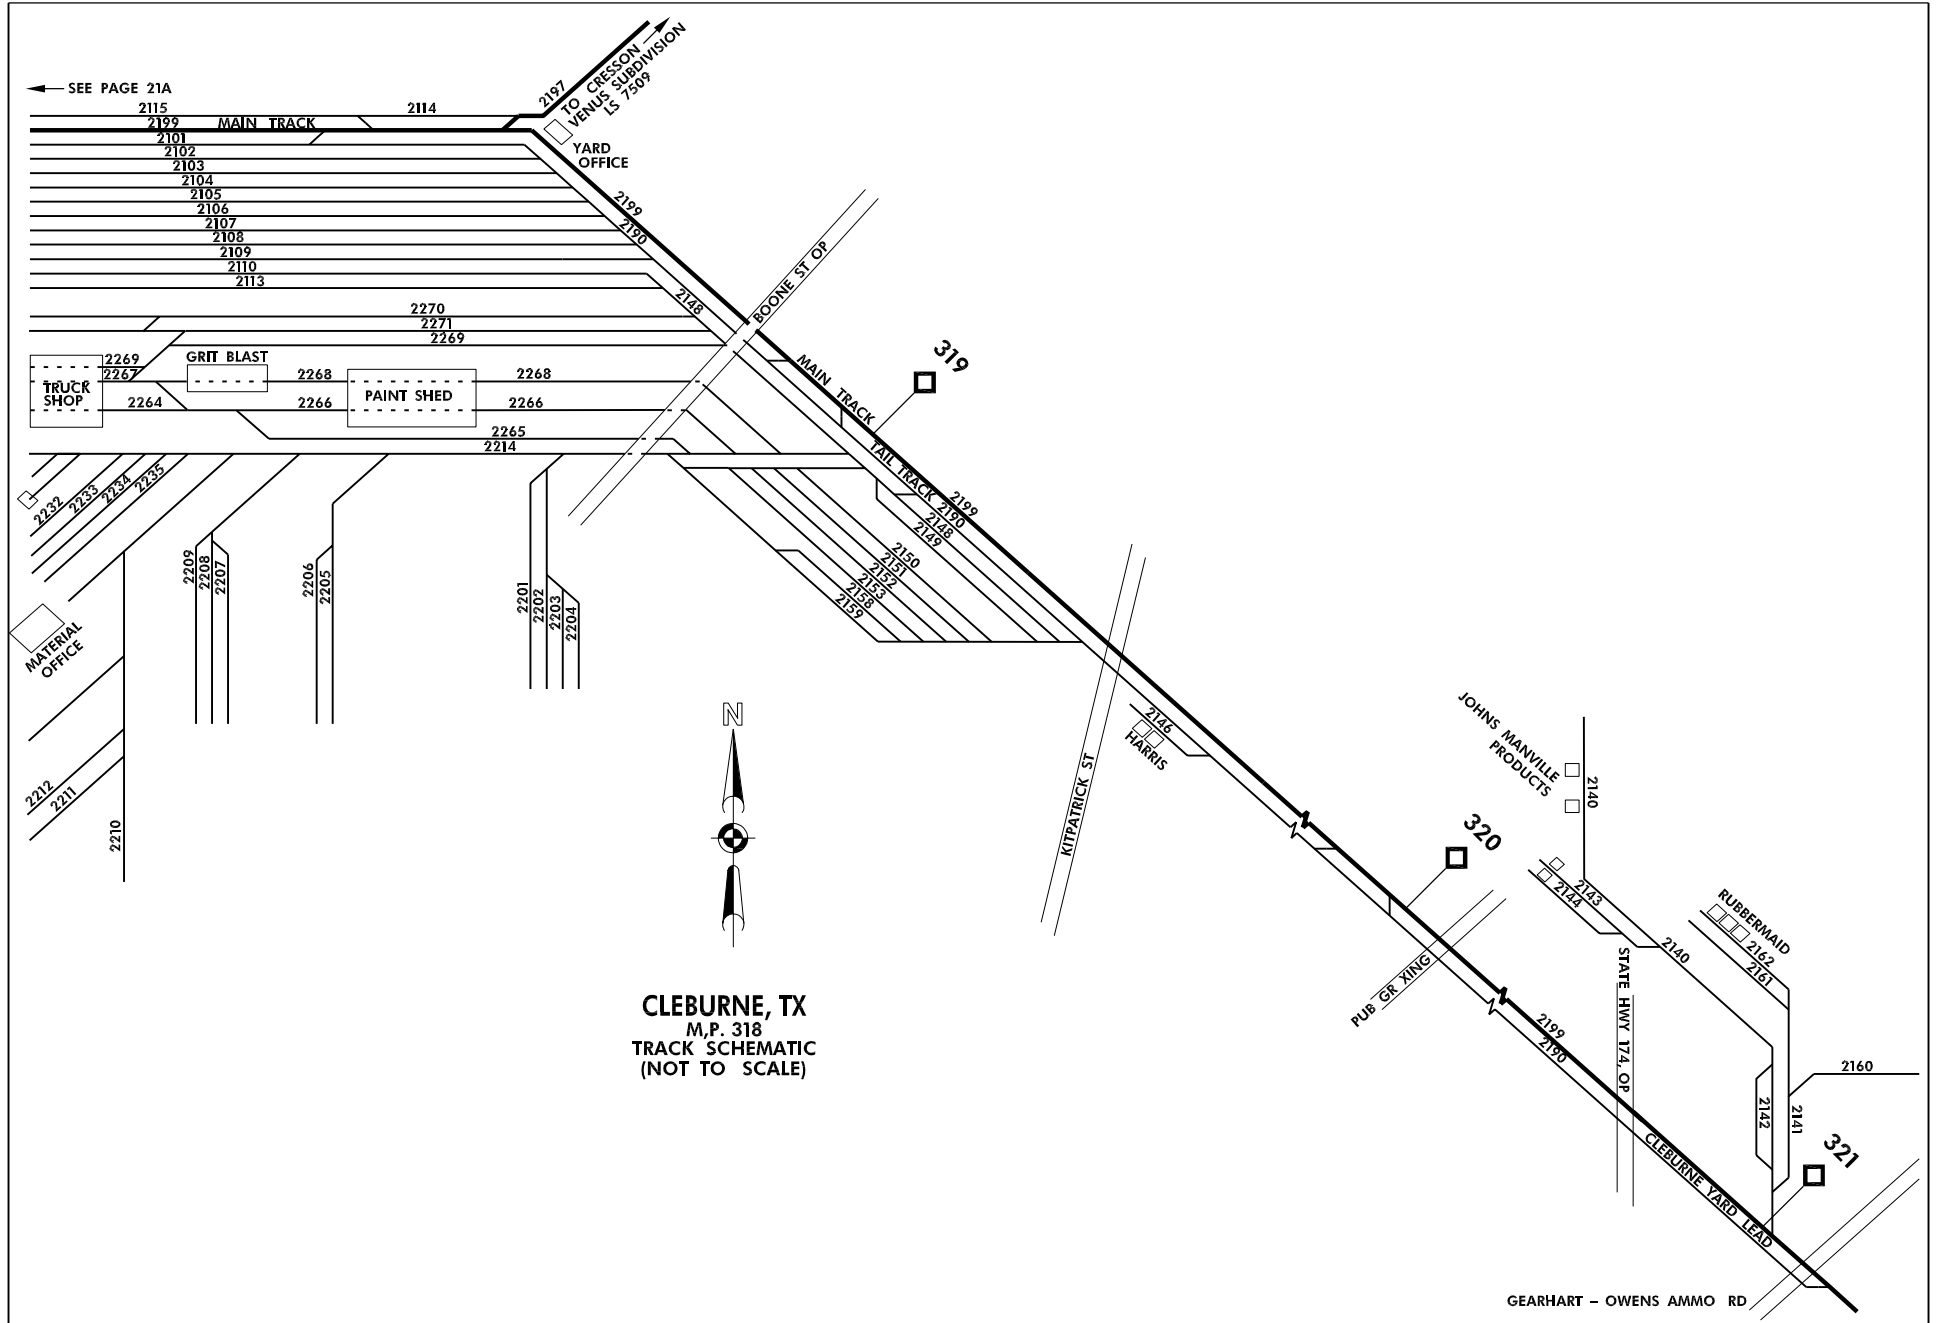 SEE PAGE 21A
2197
TO CRESSON
VENUS SUBDIVISION
LS 7509
2115
2114
2199
MAIN TRACK
2101
2102
2103
2104
2105
2106
2107
2108
2109
2110
2113
YARD
OFFICE
2199
2190
2148
BOONE ST OP
2270
2271
2269
2269
2267
GRIT BLAST
TRUCK
SHOP
2268
2268
PAINT SHED
2264
2266
2266
2265
2214
319
MAIN TRACK
TAIL TRACK
2199
2190
2148
2149
2150
2151
2152
2153
2158
2159
2232
2233
2234
2235
2209
2208
2207
2206
2205
2201
2202
2203
2204
MATERIAL
OFFICE
2212
2211
2210
N
2146
HARRIS
KITPATRICK ST
JOHNS MANVILLE
PRODUCTS
2140
320
2143
2144
2140
RUBBERMAID
2162
2161
PUB GR XING
STATE HWY 174, OP
2199
2190
2160
2142
2141
321
CLEBURNE YARD LEAD
GEARHART – OWENS AMMO RD
CLEBURNE, TX
M,P. 318
TRACK SCHEMATIC
(NOT TO SCALE)